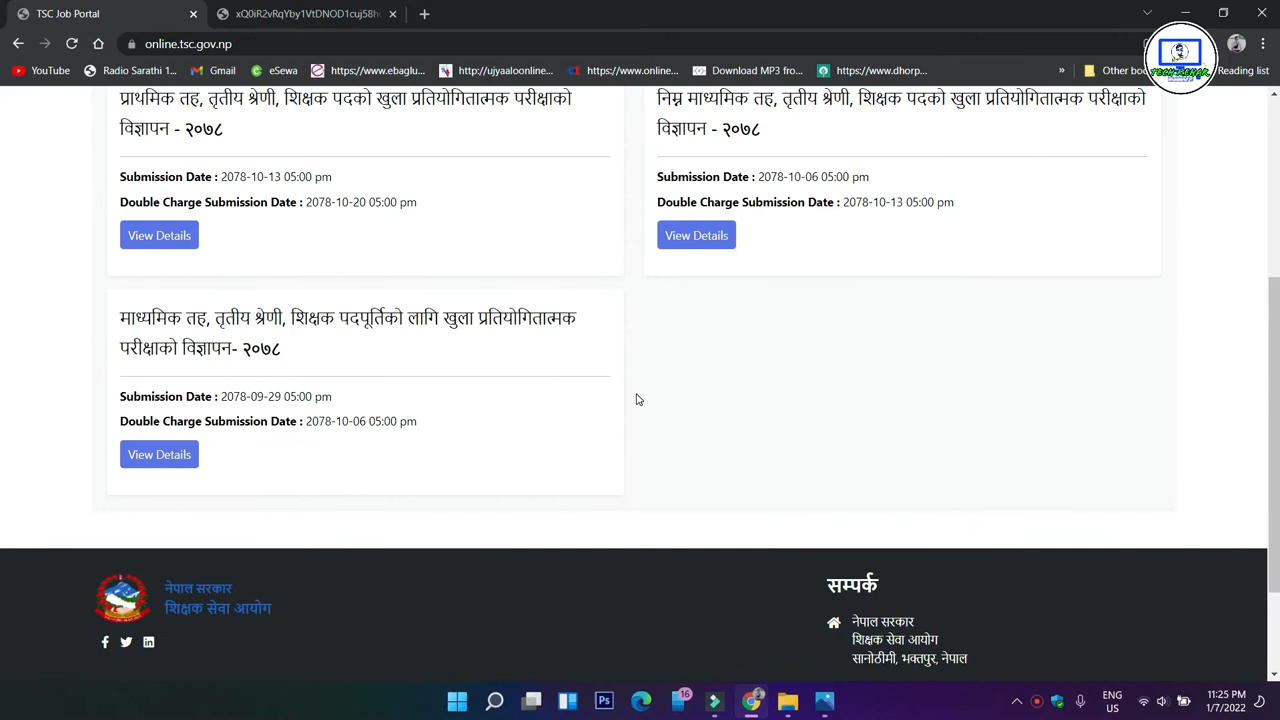 TSC Job Portal
xQ0iR2vRqYby1VtDNOD1cuj58h
online.tsc.gov.np
YouTube
Radio Sarathi 1...
Gmail
eSewa
https://www.ebaglu...
https://www.online...
Download MP3 fro...
https://www
»
Other bo
Reading list
प्राथमिक तह, तृतीय श्रेणी, शिक्षक पदको खुला प्रतियोगितात्मक परीक्षाको
विज्ञापन - २०७८
Submission Date : 2078-10-13 05:00 pm
Double Charge Submission Date : 2078-10-20 05:00 pm
View Details
निम्न माध्यमिक तह, तृतीय श्रेणी, शिक्षक पदको खुला प्रतियोगितात्मक परीक्षाको
विज्ञापन - २०७८
Submission Date : 2078-10-06 05:00 pm
Double Charge Submission Date : 2078-10-13 05:00 pm
View Details
माध्यमिक तह, तृतीय श्रेणी, शिक्षक पदपूर्तिको लागि खुला प्रतियोगितात्मक
परीक्षाको विज्ञापन- २०७८
Submission Date : 2078-09-29 05:00 pm
Double Charge Submission Date : 2078-10-06 05:00 pm
View Details
नेपाल सरकार
शिक्षक सेवा आयोग
सम्पर्क
नेपाल सरकार
शिक्षक सेवा आयोग
सानोठीमी, भक्तपुर, नेपाल
Ps
16
ENG
US
11:25 PM
1/7/2022